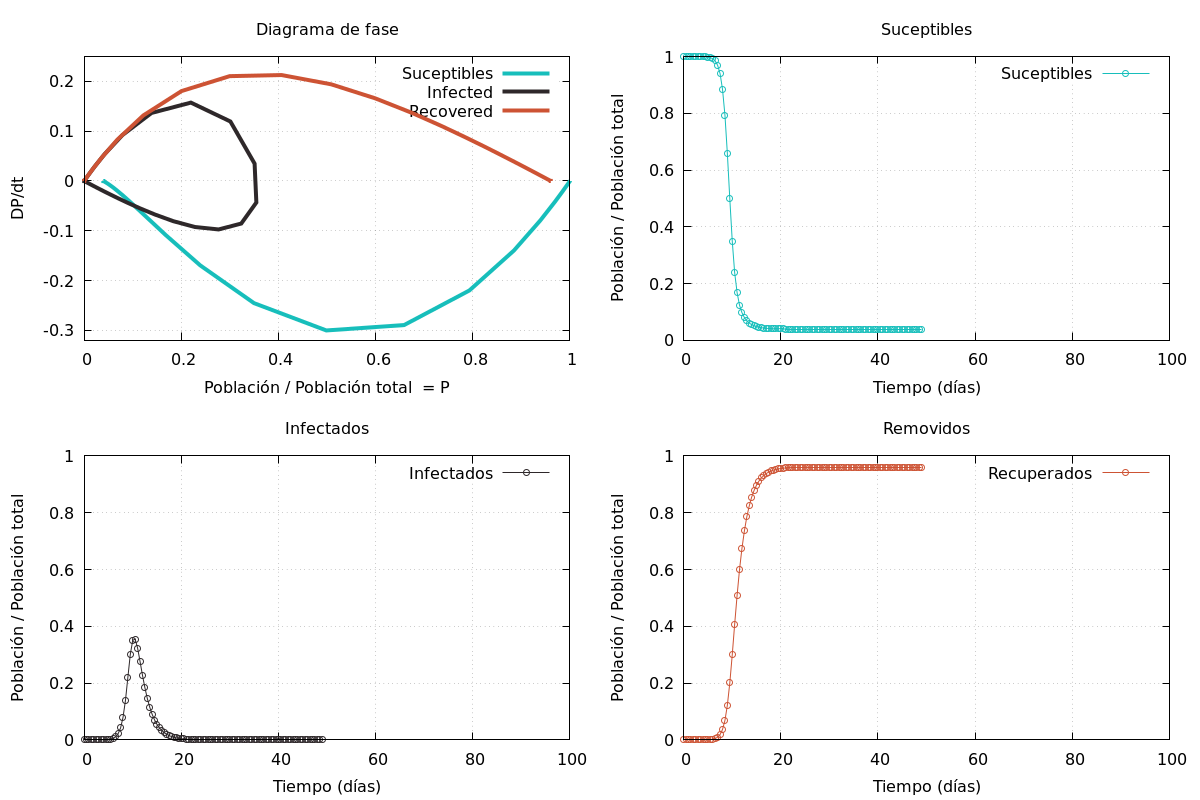 Diagrama de fase
Suceptibles
Infected
Recovered
0.2
0.1
0
-0.1
-0.2
-0.3
DP/dt
0 0.2 0.4 0.6 0.8 1
Población / Población total = P
Suceptibles
Suceptibles
1
0.8
0.6
0.4
0.2
0
Población / Población total
0 20 40 60 80 100
Tiempo (días)
Infectados
Infectados
1
0.8
0.6
0.4
0.2
0
Población / Población total
0 20 40 60 80 100
Tiempo (días)
Removidos
Recuperados
1
0.8
0.6
0.4
0.2
0
Población / Población total
0 20 40 60 80 100
Tiempo (días)